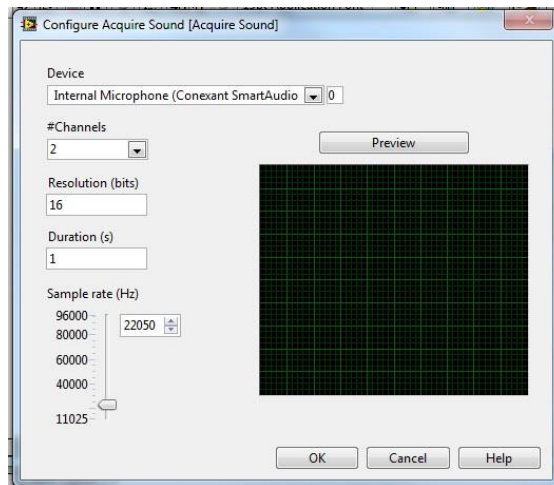 Configure Acquire Sound [Acquire Sound]
Device
Internal Microphone (Conexant SmartAudio 0
#Channels
2
Preview
Resolution (bits)
16
Duration (s)
1
Sample rate (Hz)
96000
22050
80000
60000
40000
11025
OK Cancel Help